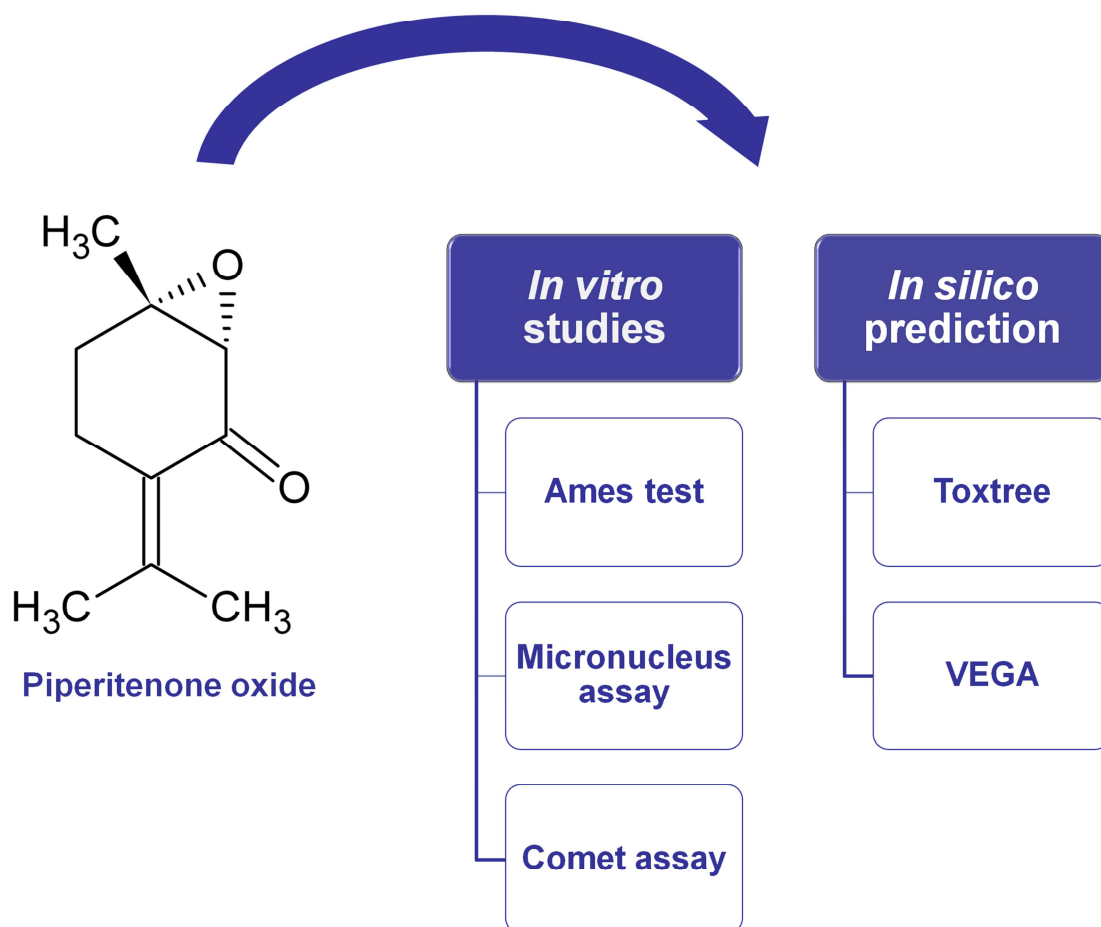 H₃C
O
O
H₃C
CH₃
Piperitenone oxide
In vitro
studies
Ames test
Micronucleus
assay
Comet assay
In silico
prediction
Toxtree
VEGA